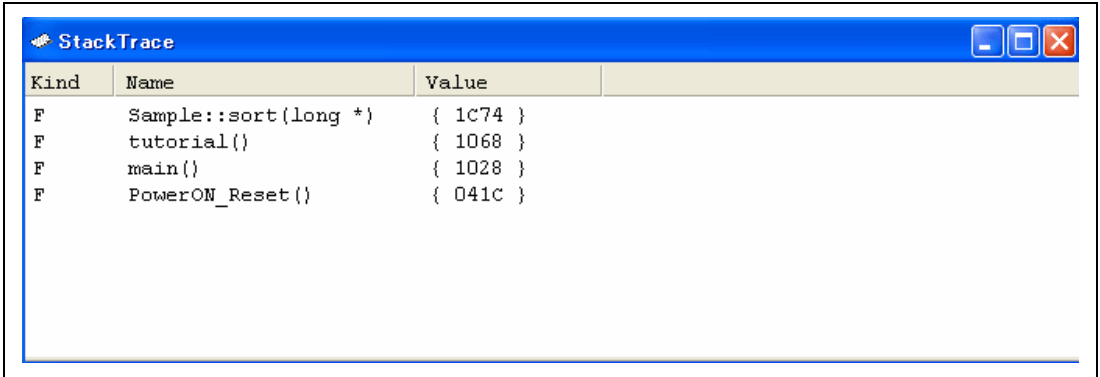 StackTrace
Kind Name Value
F Sample::sort(long *) { 1C74 }
F tutorial() { 1068 }
F main() { 1028 }
F PowerON_Reset() { 041C }